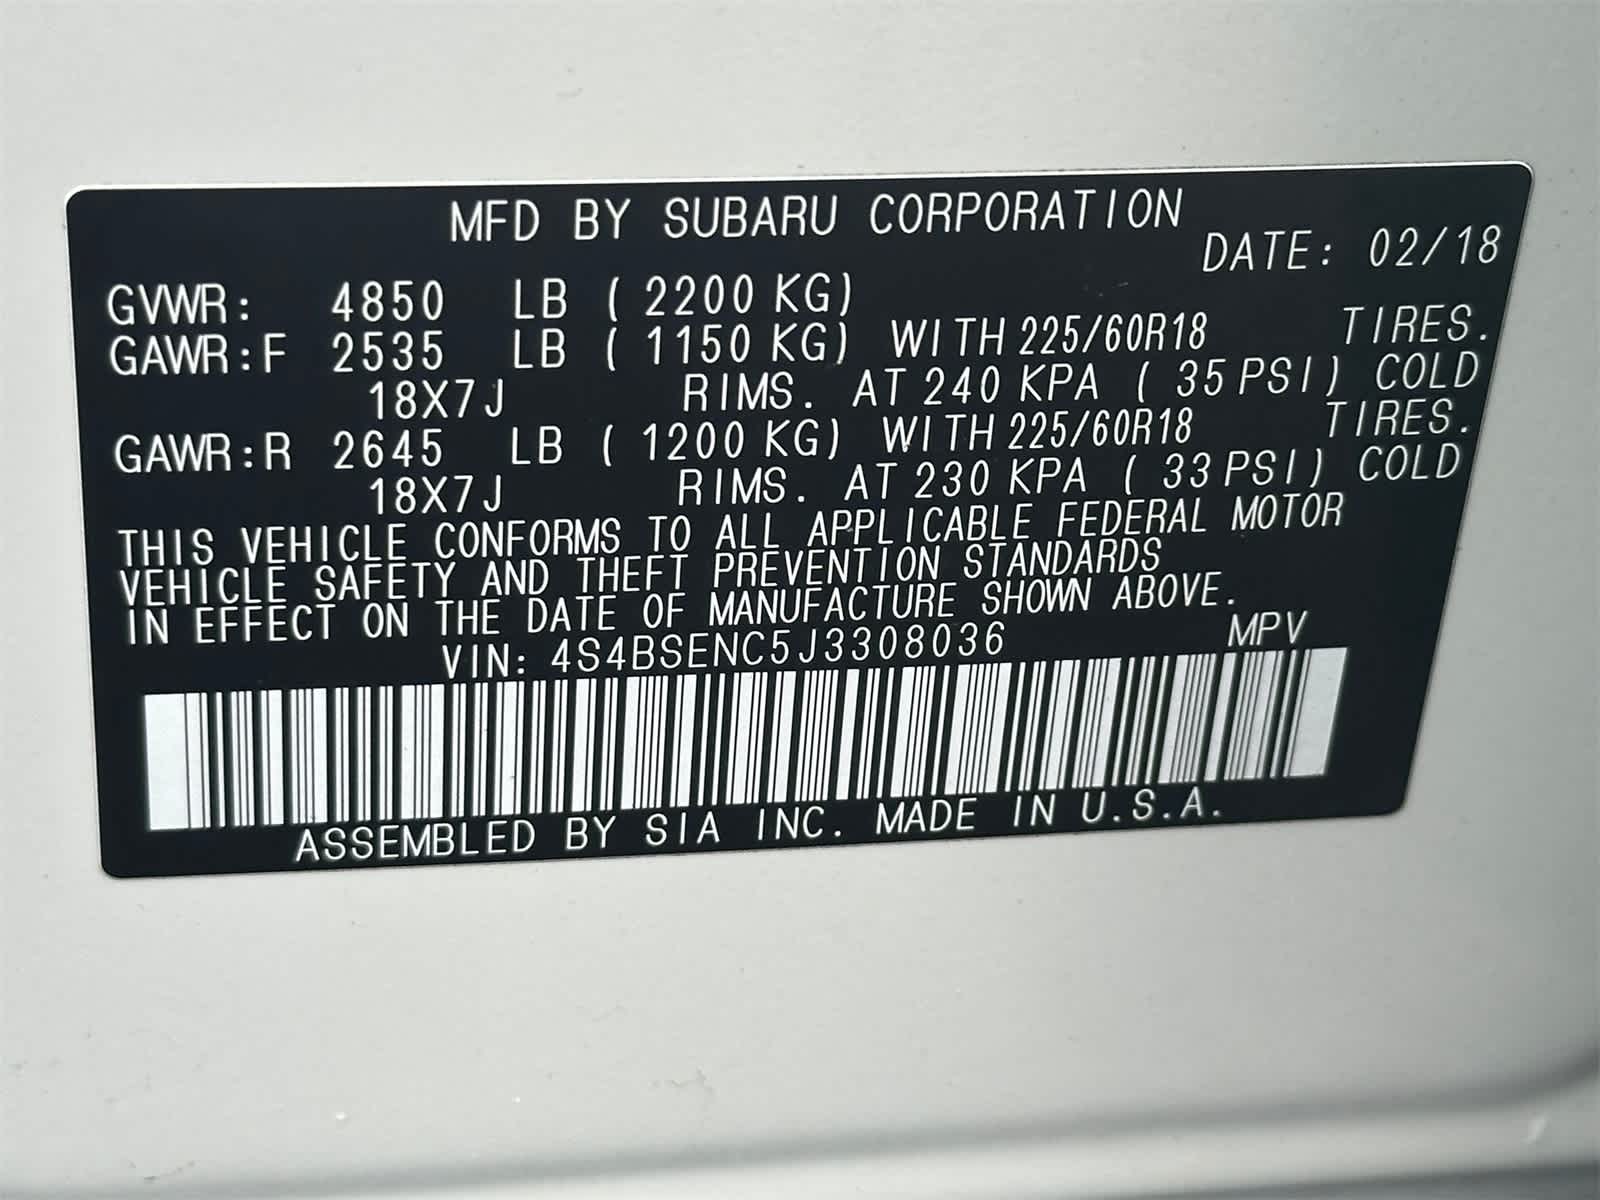 MFD BY SUBARU CORPORATION
DATE: 02/18
GVWR: 4850 LB ( 2200 KG)
GAWR:F 2535 LB ( 1150 KG) WITH 225/60R18 TIRES.
18X7J RIMS. AT 240 KPA ( 35 PSI) COLD
GAWR:R 2645 LB ( 1200 KG) WITH 225/60R18 TIRES.
18X7J RIMS. AT 230 KPA ( 33 PSI) COLD
THIS VEHICLE CONFORMS TO ALL APPLICABLE FEDERAL MOTOR
VEHICLE SAFETY AND THEFT PREVENTION STANDARDS
IN EFFECT ON THE DATE OF MANUFACTURE SHOWN ABOVE.
VIN: 4S4BSENC5J3308036 MPV
ASSEMBLED BY SIA INC. MADE IN U.S.A.